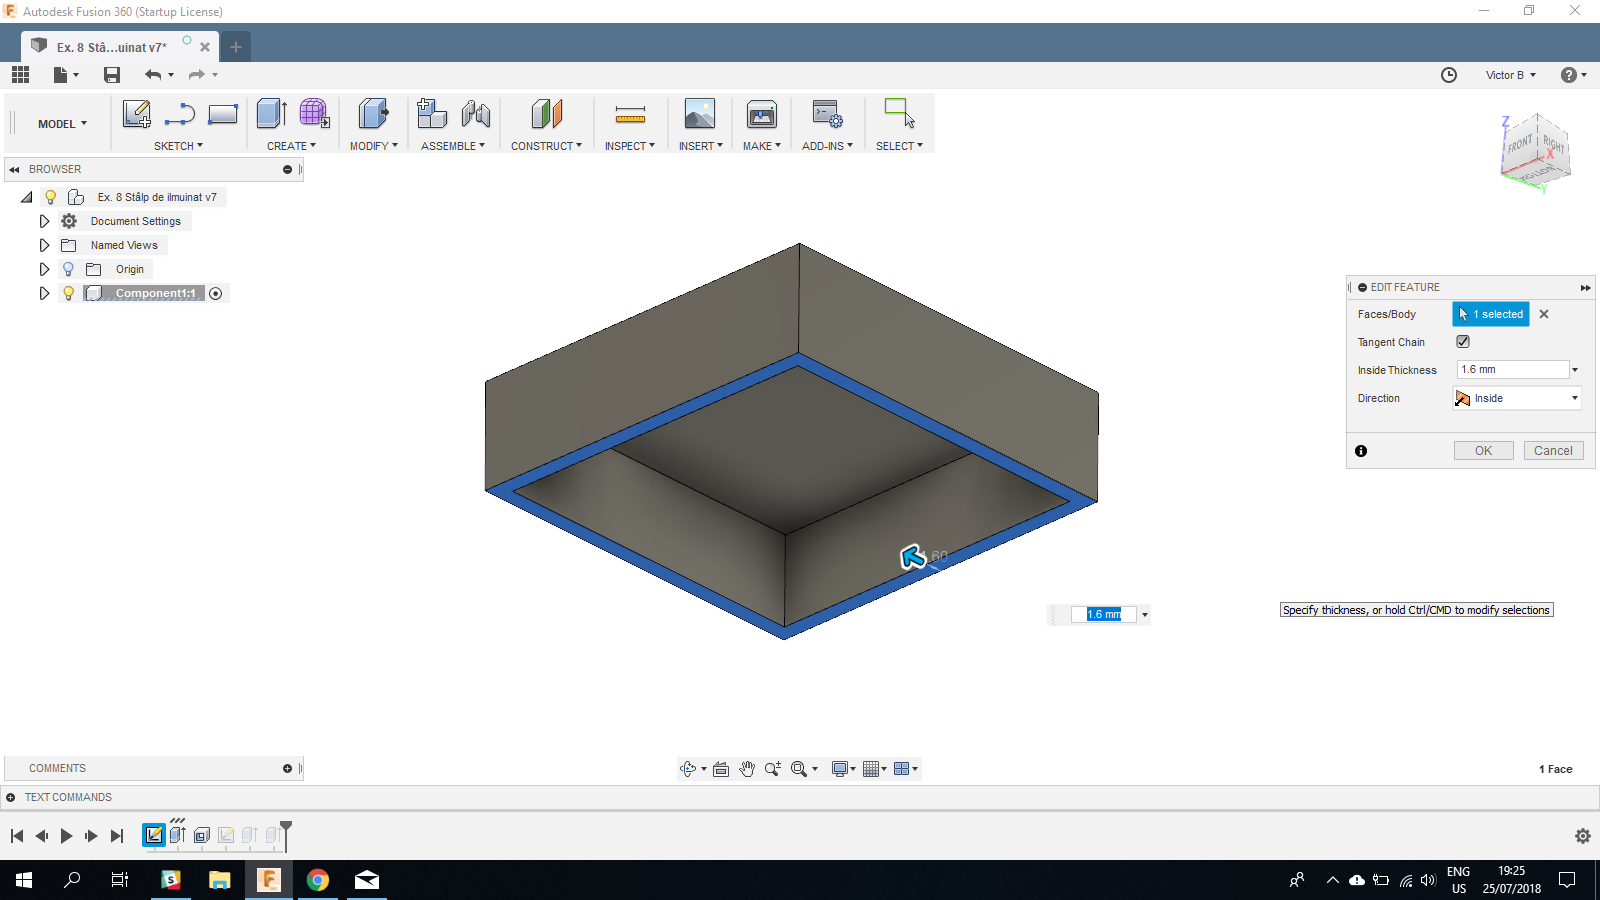 Autodesk Fusion 360 (Startup License)
Ex. 8 Stâ...uinat v7*
Victor B
MODEL
SKETCH
CREATE
MODIFY
ASSEMBLE
CONSTRUCT
INSPECT
INSERT
MAKE
ADD-INS
SELECT
Z
FRONT
RIGHT
X
BOTTOM
Y
BROWSER
Ex. 8 Stâlp de ilmuinat v7
Document Settings
Named Views
Origin
Component1:1
EDIT FEATURE
Faces/Body
1 selected
Tangent Chain
Inside Thickness
1.6 mm
Direction
Inside
OK
Cancel
1.60
1.6 mm
Specify thickness, or hold Ctrl/CMD to modify selections
COMMENTS
1 Face
TEXT COMMANDS
ENG
US
19:25
25/07/2018